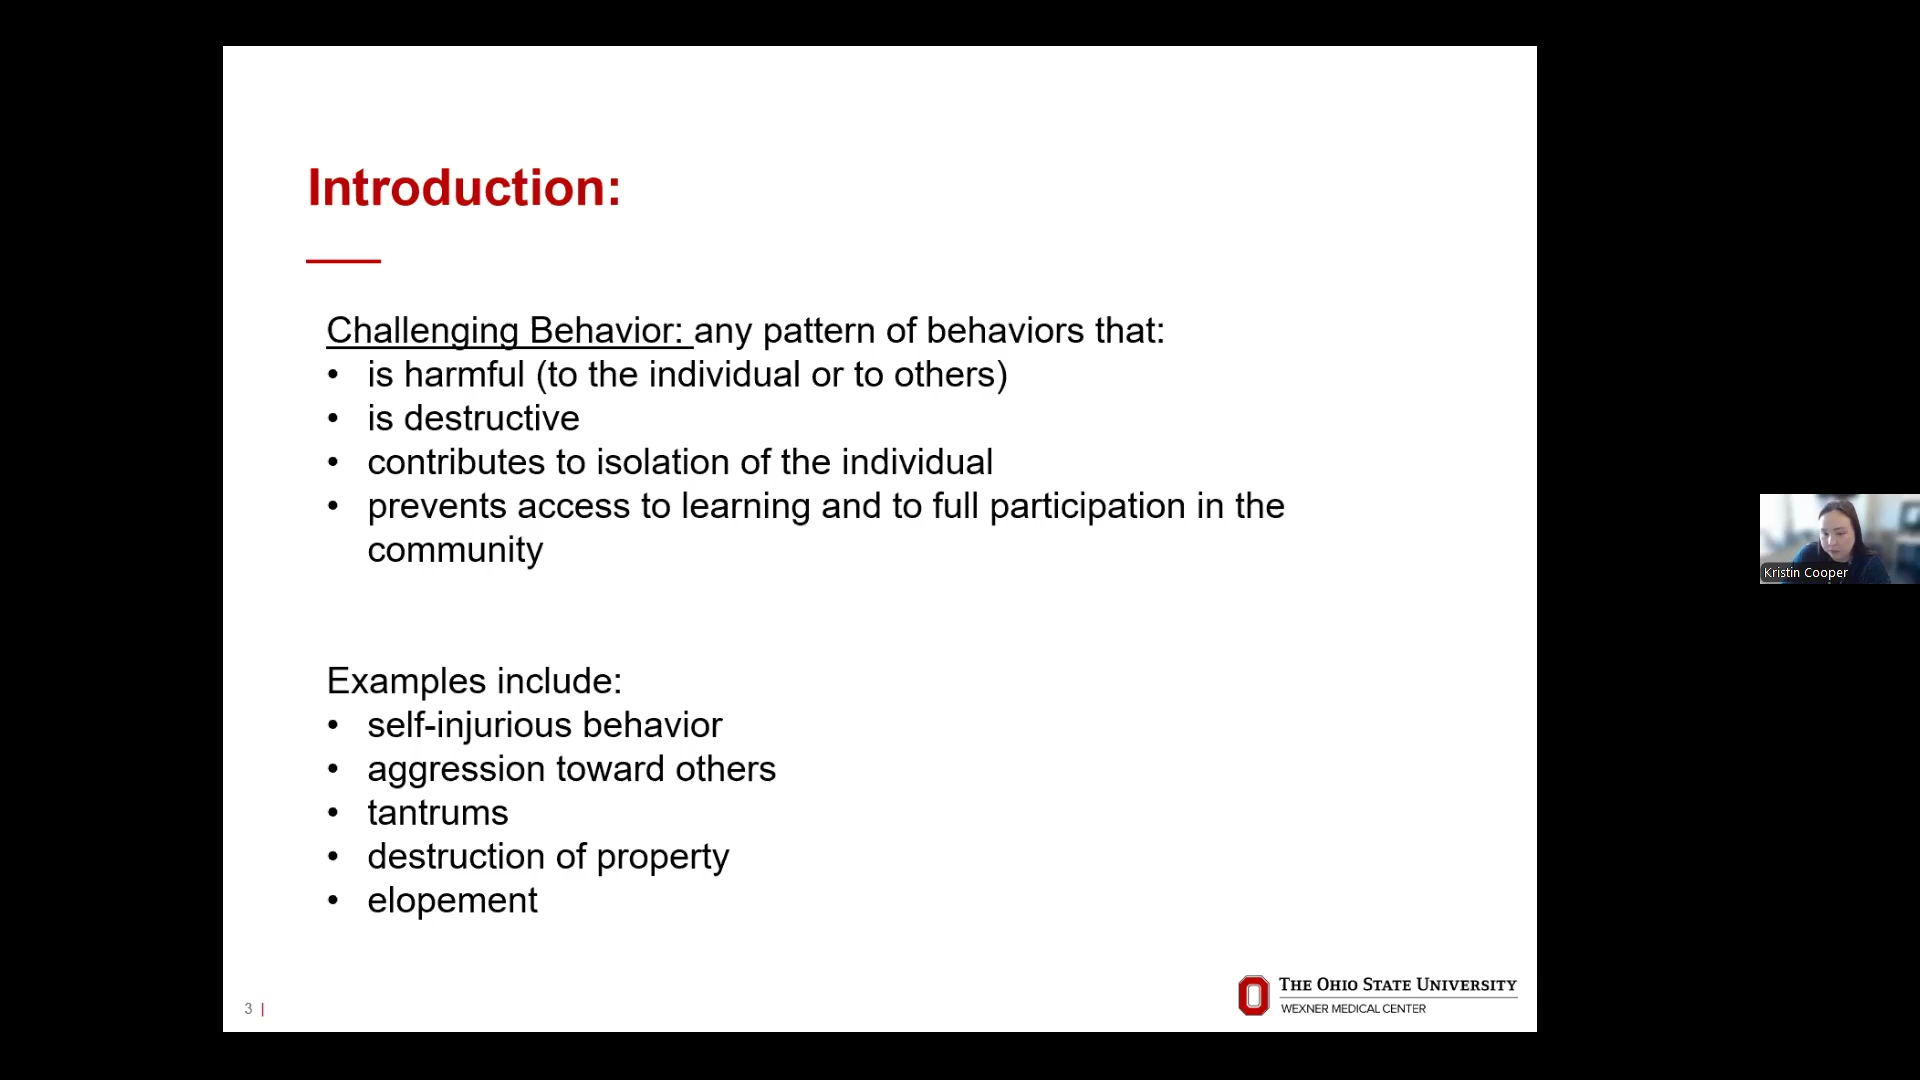 Introduction:
Challenging Behavior: any pattern of behaviors that:
• is harmful (to the individual or to others)
• is destructive
• contributes to isolation of the individual
• prevents access to learning and to full participation in the
community
Examples include:
• self-injurious behavior
• aggression toward others
• tantrums
• destruction of property
• elopement
3 |
THE OHIO STATE UNIVERSITY
WEXNER MEDICAL CENTER
Kristin Cooper